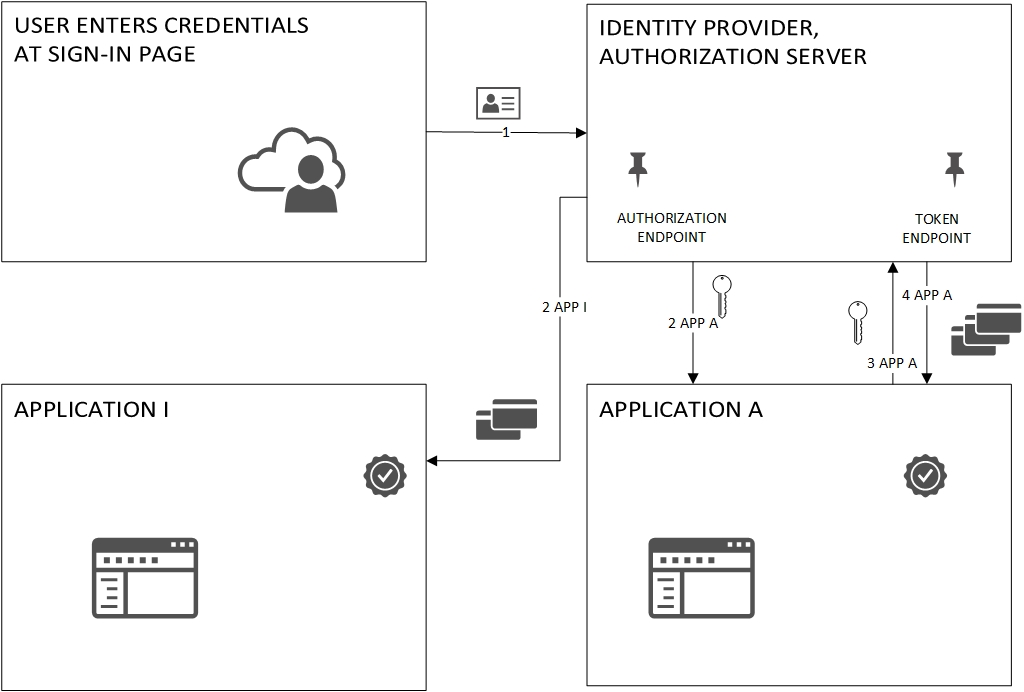 USER ENTERS CREDENTIALS
AT SIGN-IN PAGE
IDENTITY PROVIDER,
AUTHORIZATION SERVER
1
AUTHORIZATION
ENDPOINT
TOKEN
ENDPOINT
2 APP I
2 APP A
4 APP A
3 APP A
APPLICATION I
APPLICATION A